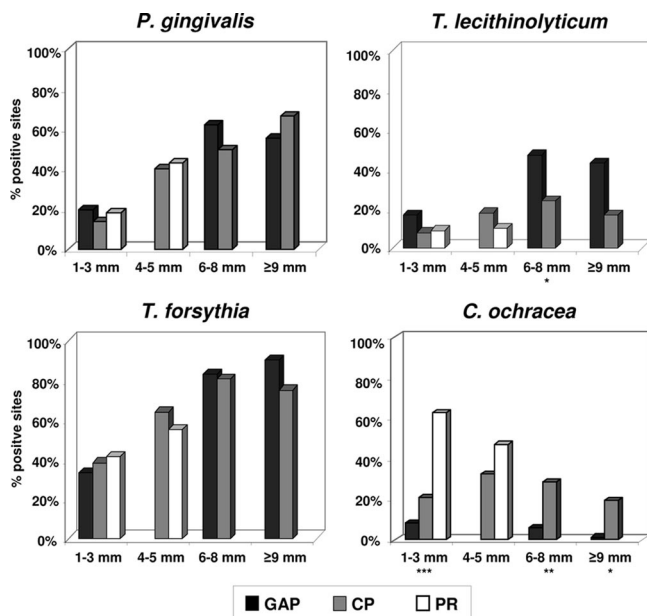 P. gingivalis
100%
80%
60%
40%
20%
0%
% positive sites
1-3 mm 4-5 mm 6-8 mm ≥9 mm
T. lecithinolyticum
100%
80%
60%
40%
20%
0%
1-3 mm 4-5 mm 6-8 mm ≥9 mm
*
T. forsythia
100%
80%
60%
40%
20%
0%
% positve sites
1-3 mm 4-5 mm 6-8 mm ≥9 mm
C. ochracea
100%
80%
60%
40%
20%
0%
1-3 mm 4-5 mm 6-8 mm ≥9 mm
*** ** *
GAP CP PR